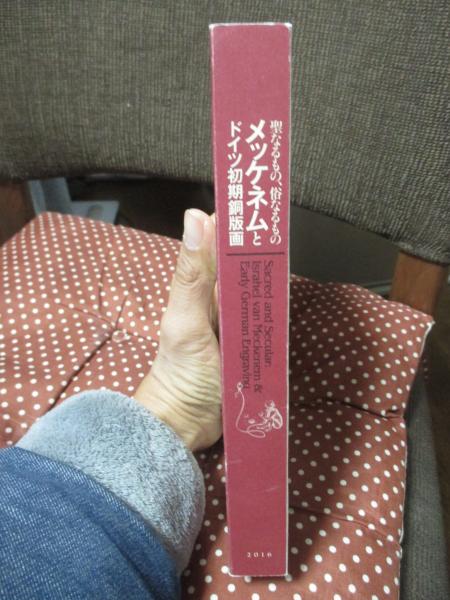 聖なるもの、俗なるもの
メッケネムと
ドイツ初期銅版画
Sacred and Secular:
Israhel van Meckenem &
Early German Engraving
2016